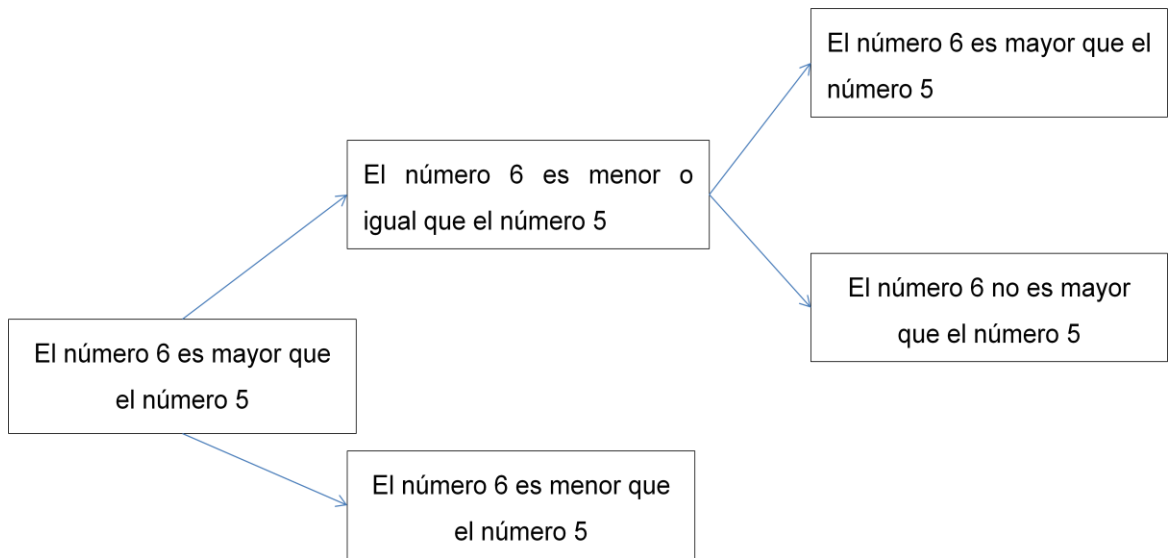 El número 6 es mayor que el
número 5
El número 6 es menor o
igual que el número 5
El número 6 no es mayor
que el número 5
El número 6 es mayor que
el número 5
El número 6 es menor que
el número 5